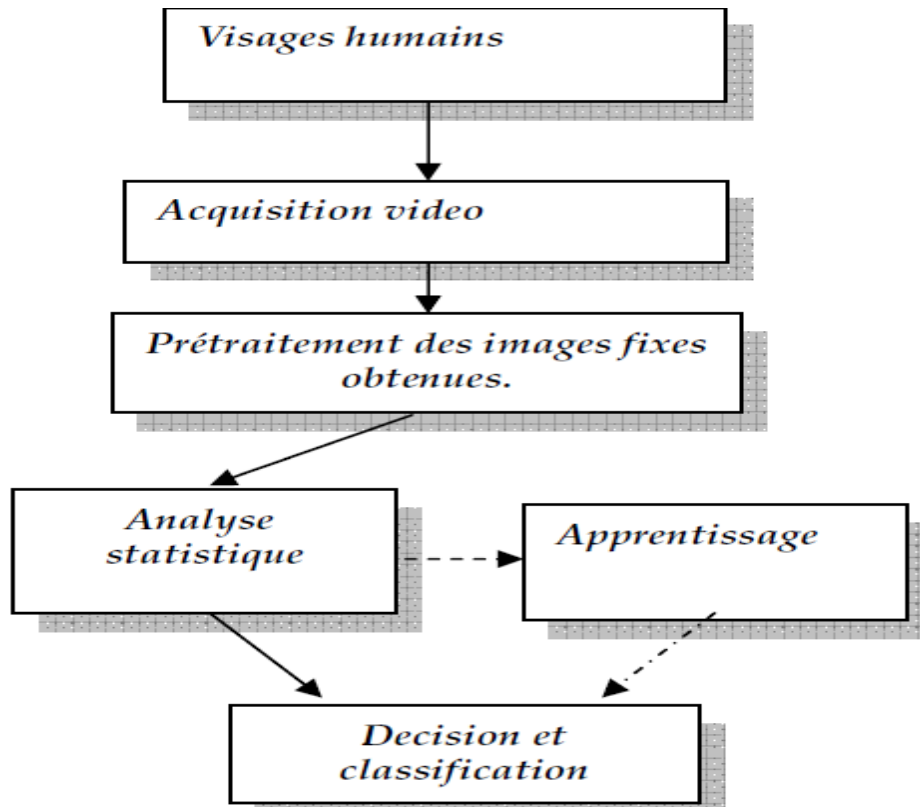 Visages humains
Acquisition video
Prétraitement des images fixes
obtenues.
Analyse
statistique
Apprentissage
Decision et
classification